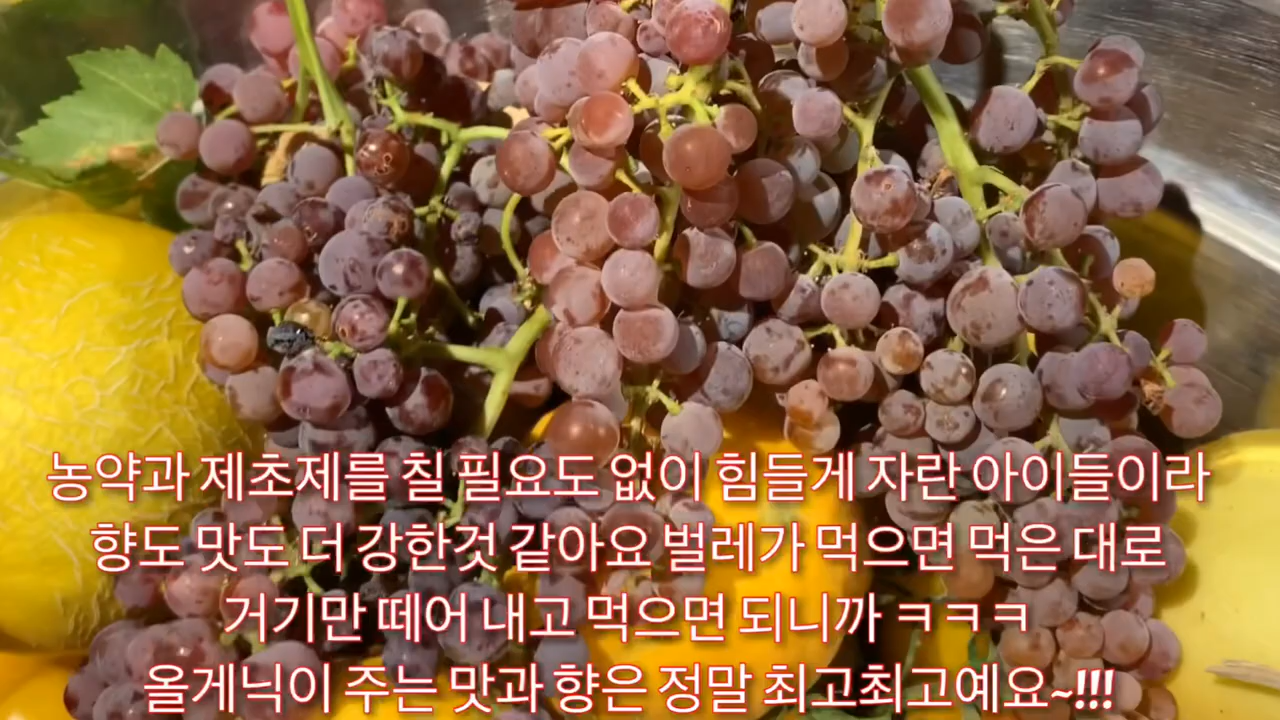 농약과 제초제를 칠 필요도 없이 힘들게 자란 아이들이라
향도 맛도 더 강한것 같아요 벌레가 먹으면 먹은 대로
거기만 떼어 내고 먹으면 되니까 ㅋㅋㅋ
올게닉이 주는 맛과 향은 정말 최고최고예요~!!!